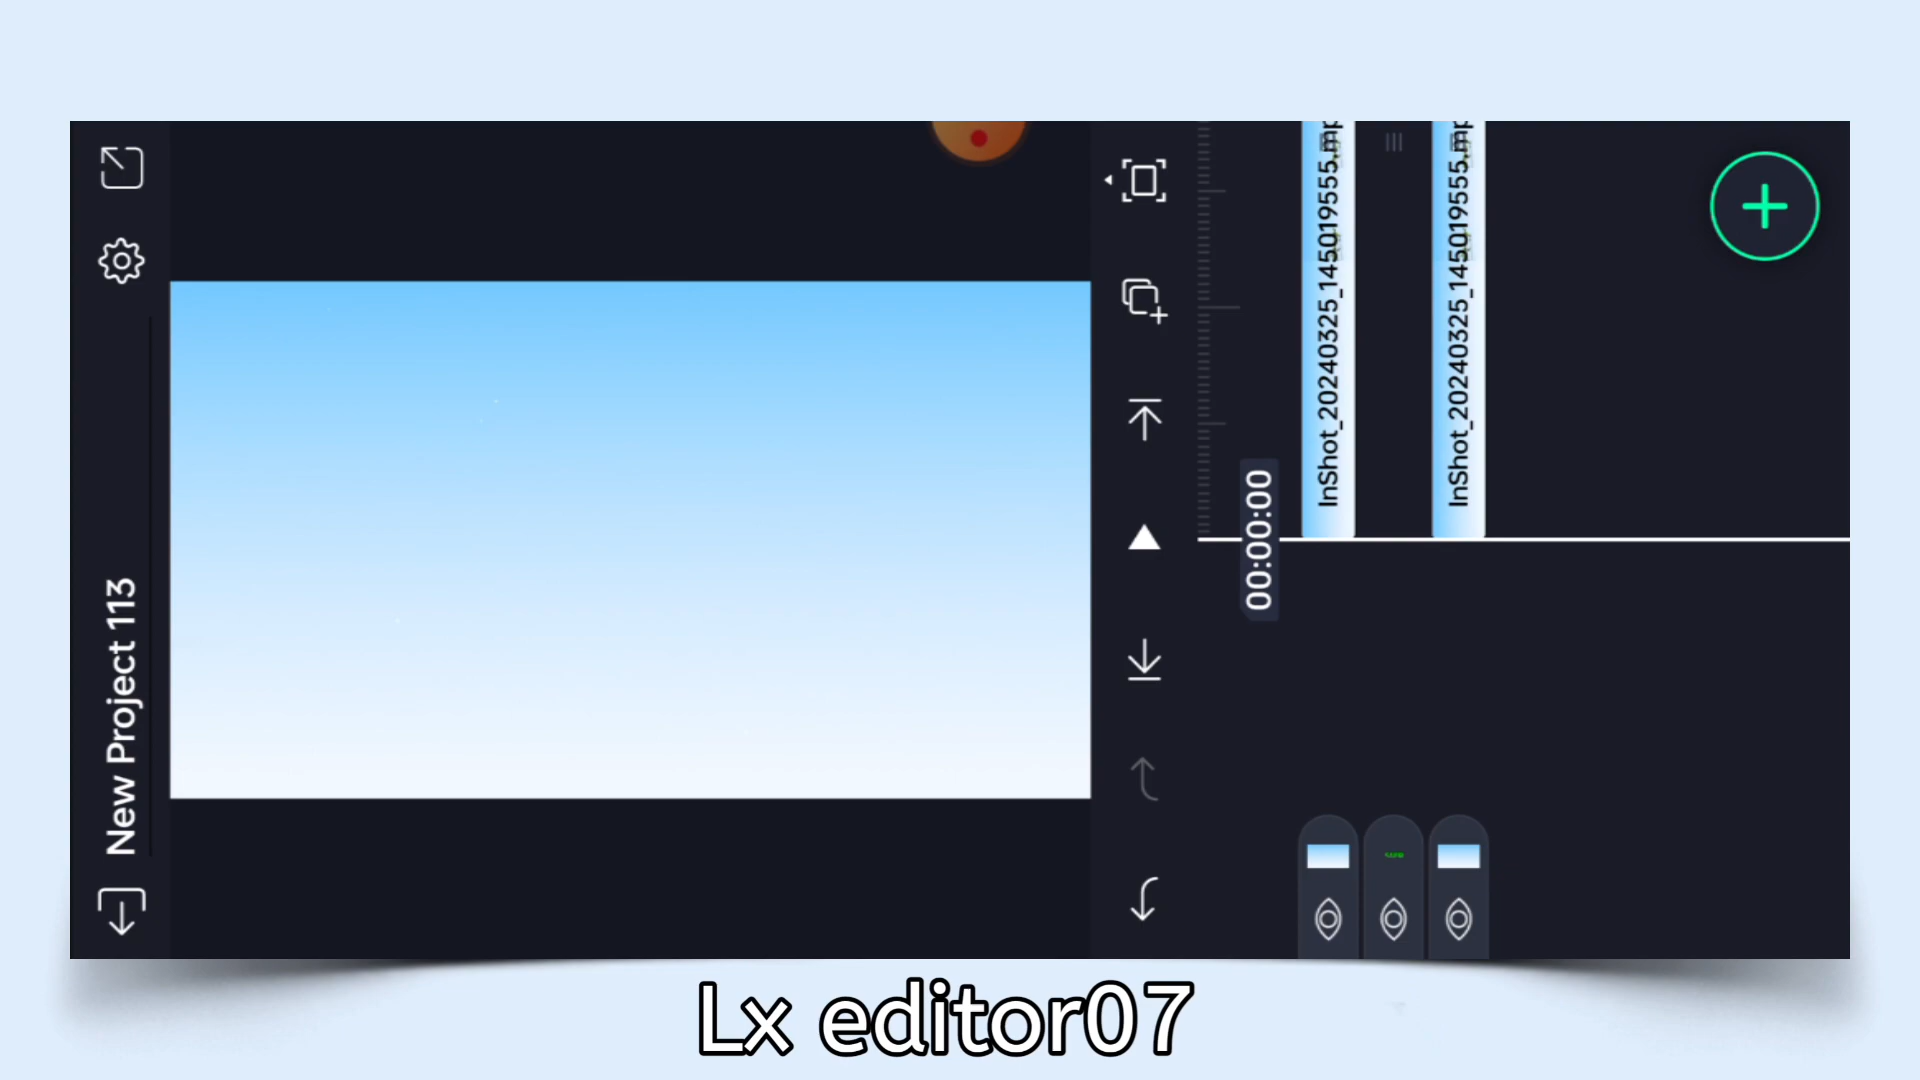 New Project 113
00:00:00
InShot_20240325_145019555.mp
InShot_20240325_145019555.mp
Lx editor07